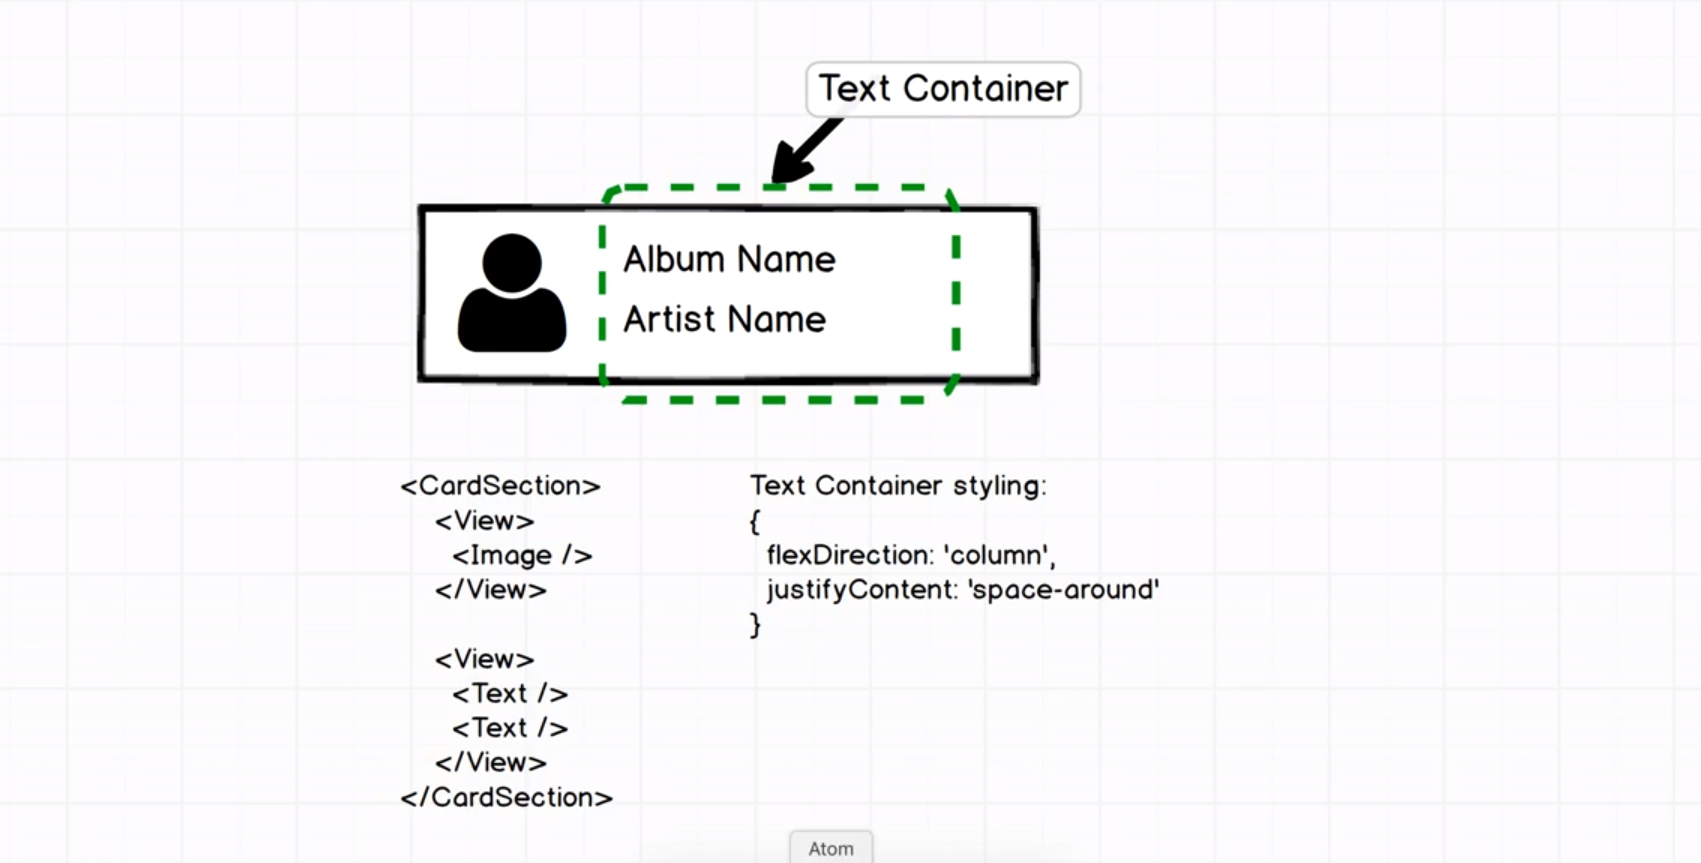 Text Container
Album Name
Artist Name
<CardSection>
<View>
<Image />
</View>
<View>
<Text />
<Text />
</View>
</CardSection>
Text Container styling:
{
flexDirection: 'column',
justifyContent: 'space-around'
}
Atom